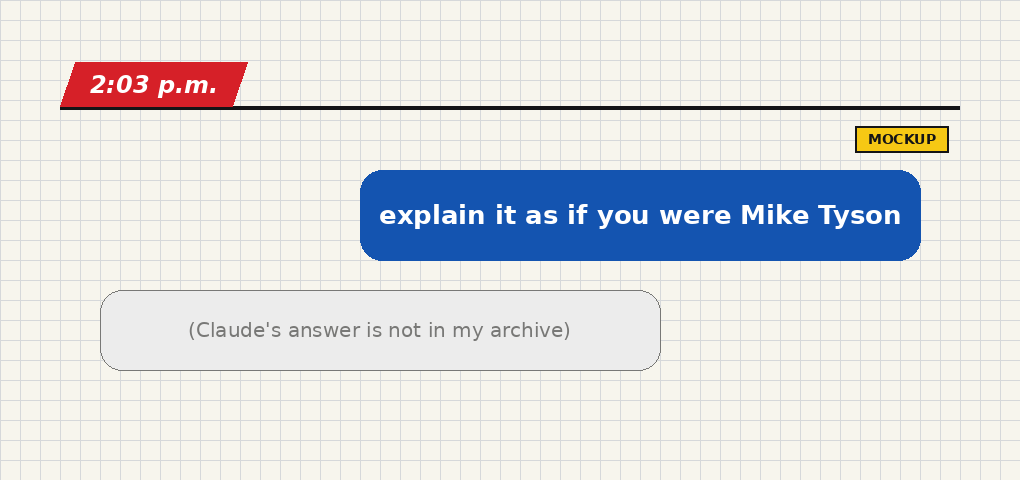 2:03 p.m.
MOCKUP
explain it as if you were Mike Tyson
(Claude's answer is not in my archive)